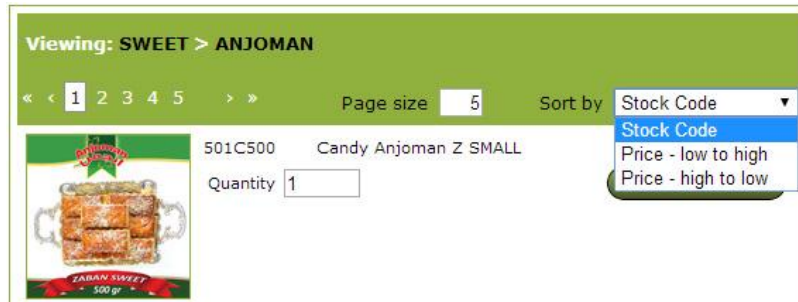 Viewing: SWEET > ANJOMAN
« ‹ 1 2 3 4 5 › »
Page size 5
Sort by Stock Code
Stock Code
Price - low to high
Price - high to low
501C500 Candy Anjoman Z SMALL
Quantity 1
Anjoman
ZABAN SWEET
500 gr